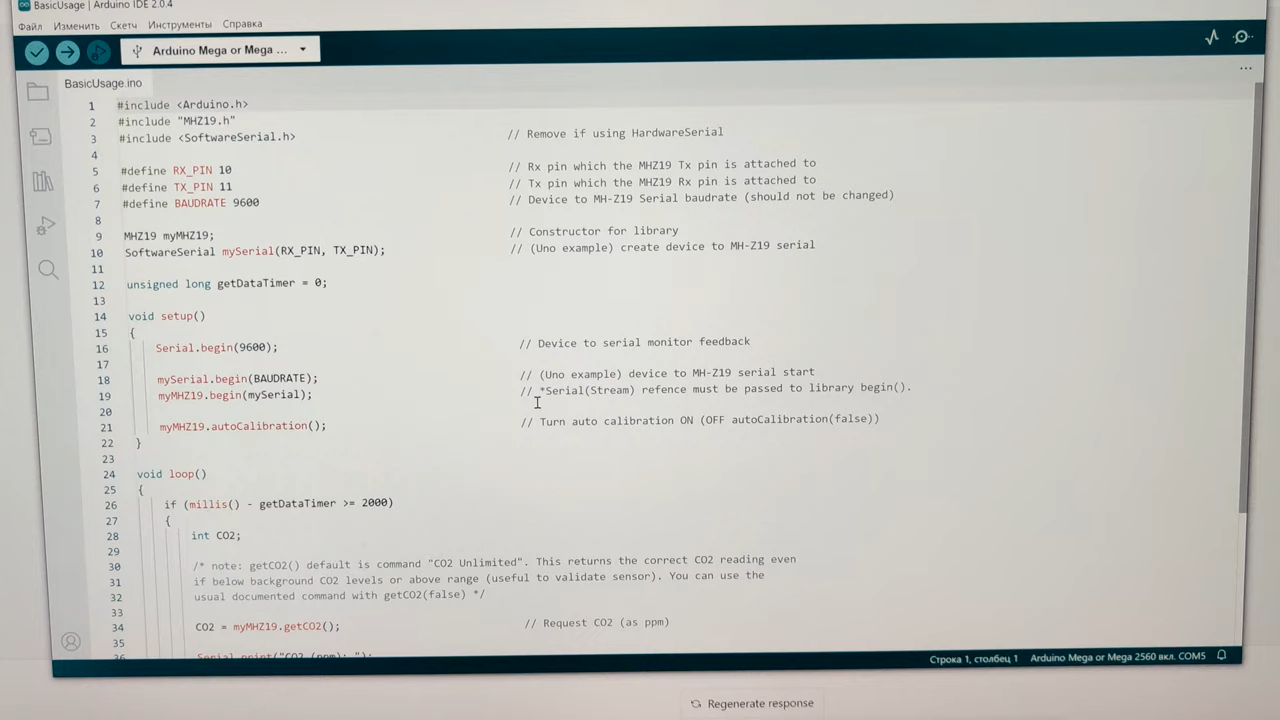 BasicUsage | Arduino IDE 2.0.4
Файл Изменить Скетч Инструменты Справка
Arduino Mega or Mega ...
BasicUsage.ino
1 #include <Arduino.h>
2 #include "MHZ19.h"
3 #include <SoftwareSerial.h> // Remove if using HardwareSerial
4
5 #define RX_PIN 10 // Rx pin which the MHZ19 Tx pin is attached to
6 #define TX_PIN 11 // Tx pin which the MHZ19 Rx pin is attached to
7 #define BAUDRATE 9600 // Device to MH-Z19 Serial baudrate (should not be changed)
8
9 MHZ19 myMHZ19; // Constructor for library
10 SoftwareSerial mySerial(RX_PIN, TX_PIN); // (Uno example) create device to MH-Z19 serial
11
12 unsigned long getDataTimer = 0;
13
14 void setup()
15 {
16 Serial.begin(9600); // Device to serial monitor feedback
17
18 mySerial.begin(BAUDRATE); // (Uno example) device to MH-Z19 serial start
19 myMHZ19.begin(mySerial); // *Serial(Stream) refence must be passed to library begin().
20
21 myMHZ19.autoCalibration(); // Turn auto calibration ON (OFF autoCalibration(false))
22 }
23
24 void loop()
25 {
26 if (millis() - getDataTimer >= 2000)
27 {
28 int CO2;
29
30 /* note: getCO2() default is command "CO2 Unlimited". This returns the correct CO2 reading even
31 if below background CO2 levels or above range (useful to validate sensor). You can use the
32 usual documented command with getCO2(false) */
33
34 CO2 = myMHZ19.getCO2(); // Request CO2 (as ppm)
35
36 Serial.print("CO2 (ppm): ");
Строка 1, столбец 1 Arduino Mega or Mega 2560 вкл. COM5
Regenerate response